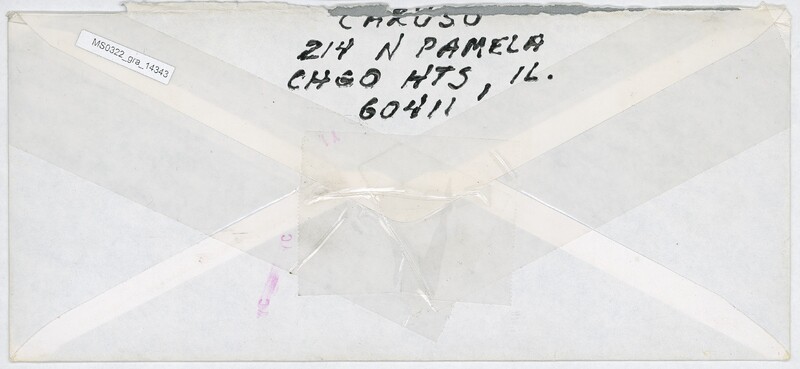 CARUSO
214 N PAMELA
CHGO HTS, IL.
60411
MS0322_gra_14343